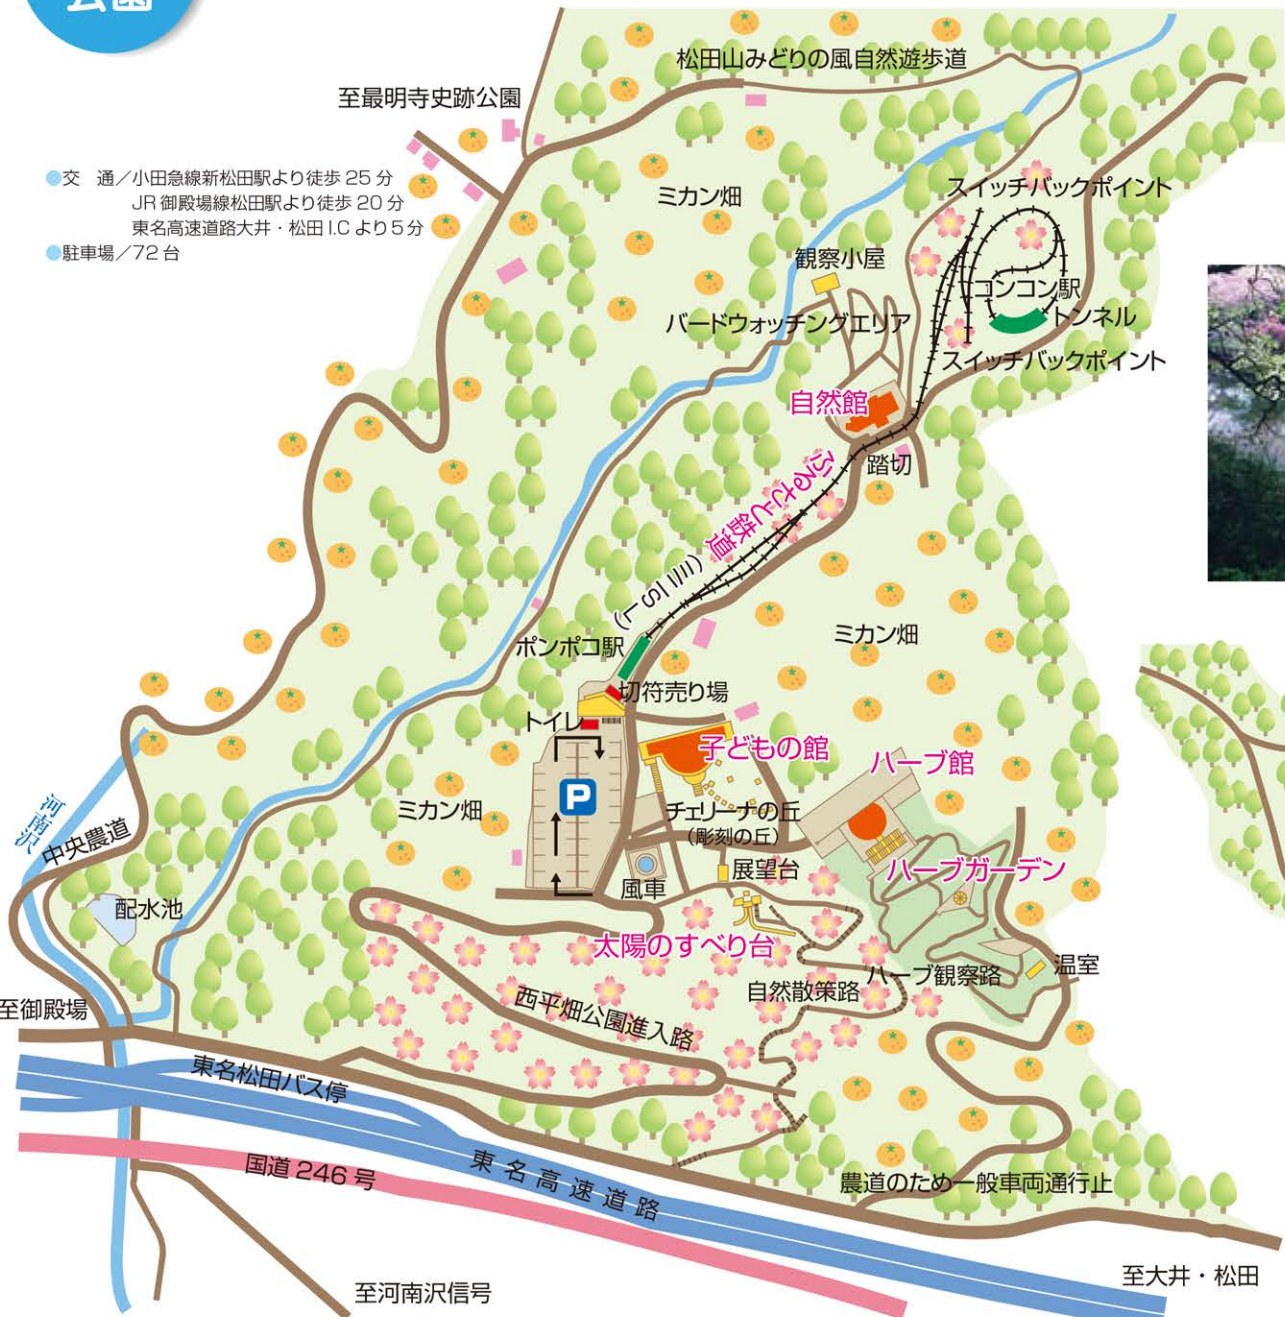 公園
松田山みどりの風自然遊歩道
至最明寺史跡公園
●交　通／小田急線新松田駅より徒歩 25 分
JR 御殿場線松田駅より徒歩 20 分
東名高速道路大井・松田 I.C より 5 分
●駐車場／72 台
ミカン畑
スイッチバックポイント
観察小屋
コンコン駅
トンネル
バードウォッチングエリア
スイッチバックポイント
自然館
踏切
ふるさと鉄道
(ミニSL)
ミカン畑
ポンポコ駅
切符売り場
トイレ
子どもの館
ハーブ館
P
ミカン畑
チェリーナの丘
(彫刻の丘)
河南沢
中央農道
展望台
ハーブガーデン
風車
配水池
太陽のすべり台
温室
ハーブ観察路
自然散策路
至御殿場
西平畑公園進入路
東名松田バス停
国道 246 号
東名高速道路
農道のため一般車両通行止
至大井・松田
至河南沢信号